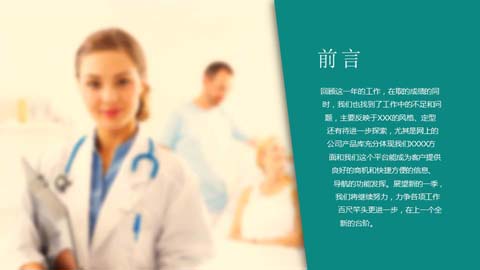 前言
回顾这一年的工作，在取的成绩的同
时，我们也找到了工作中的不足和问
题，主要反映于XXX的风格、定型
还有待进一步探索，尤其是网上的
公司产品库充分体现我们XXXX方
面和我们这个平台能成为客户提供
良好的商机和快捷方便的信息、
导航的功能发挥。展望新的一季，
我们将继续努力，力争各项工作
百尺竿头更进一步，在上一个全
新的台阶。